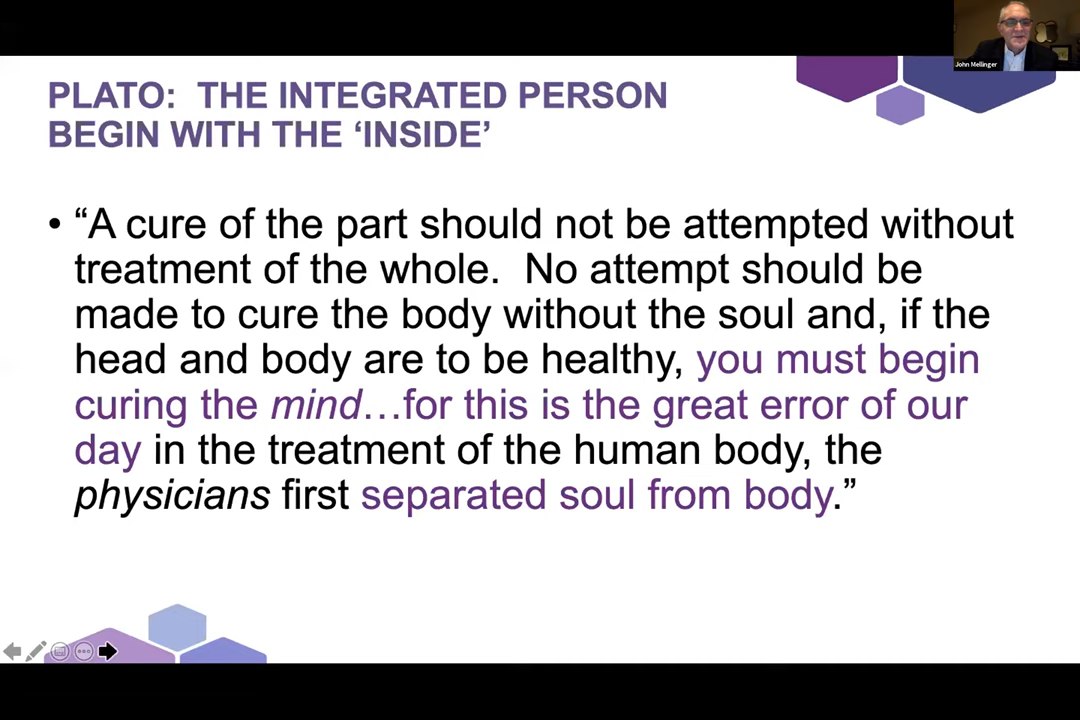 John Mellinger
PLATO: THE INTEGRATED PERSON
BEGIN WITH THE ‘INSIDE’
• “A cure of the part should not be attempted without
treatment of the whole. No attempt should be
made to cure the body without the soul and, if the
head and body are to be healthy, you must begin
curing the mind…for this is the great error of our
day in the treatment of the human body, the
physicians first separated soul from body.”